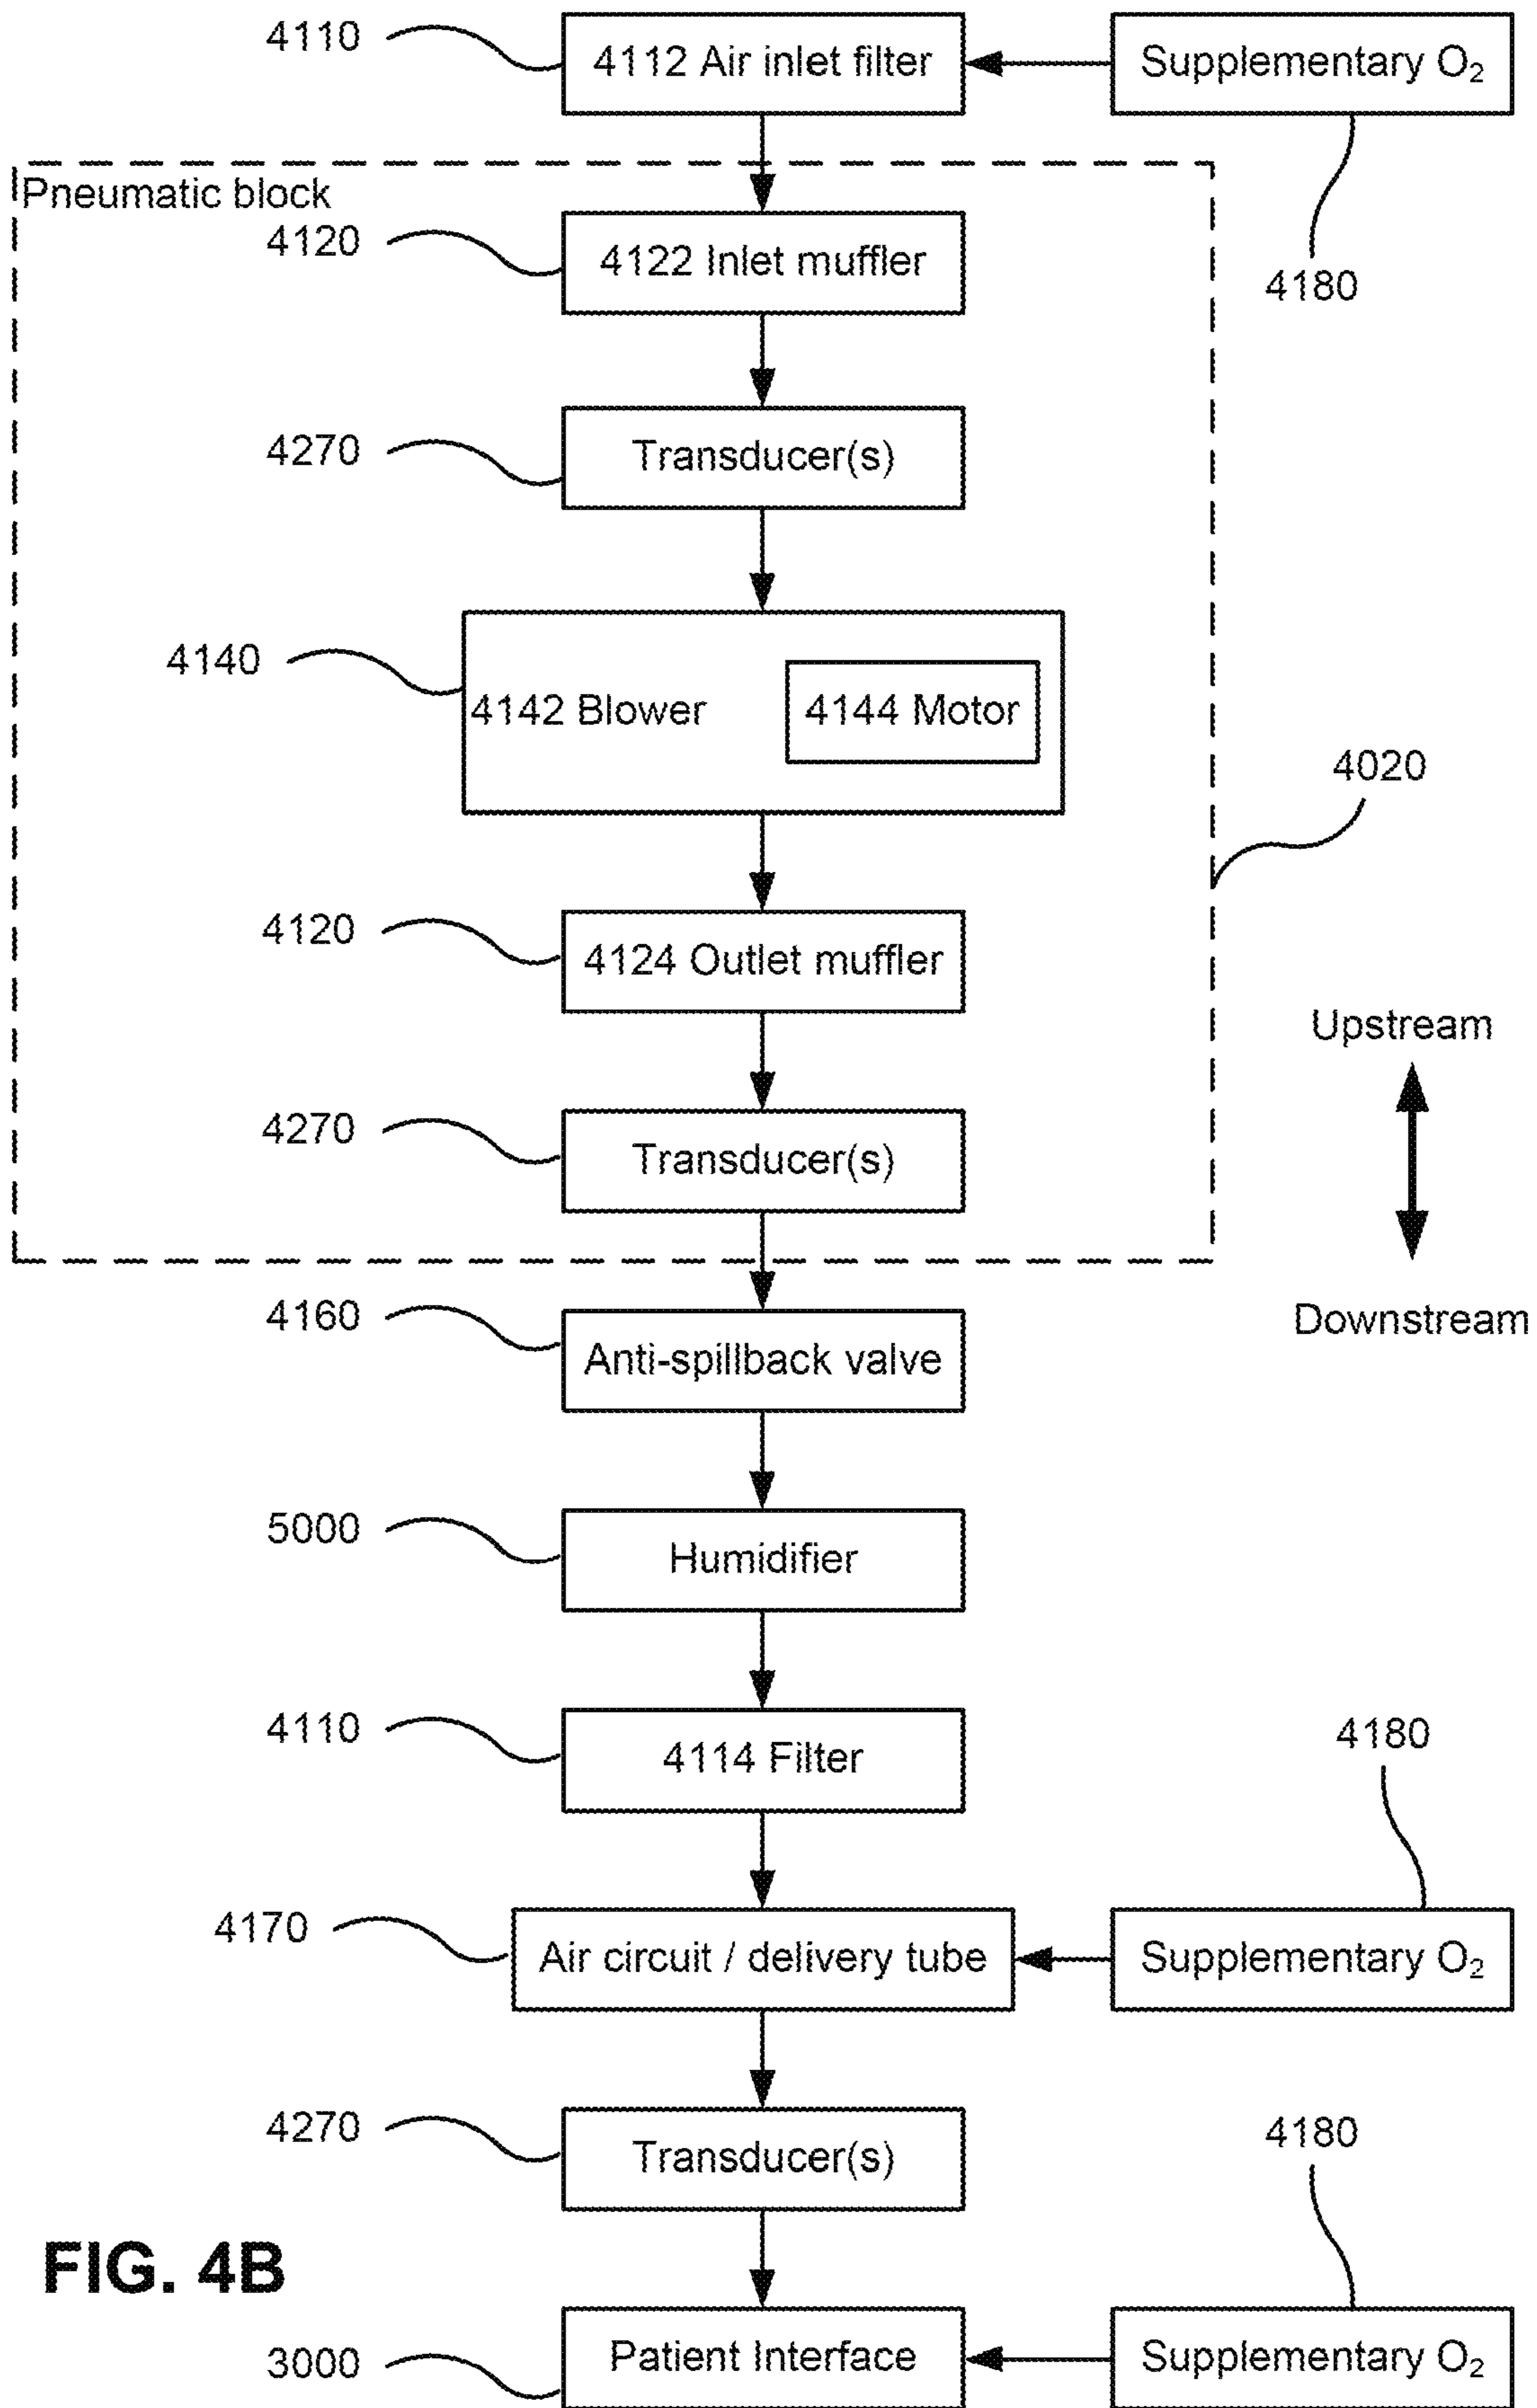 4110
4112 Air inlet filter
Supplementary O₂
Pneumatic block
4120
4122 Inlet muffler
4180
4270
Transducer(s)
4140
4142 Blower
4144 Motor
4020
4120
4124 Outlet muffler
Upstream
4270
Transducer(s)
4160
Anti-spillback valve
Downstream
5000
Humidifier
4110
4114 Filter
4180
4170
Air circuit / delivery tube
Supplementary O₂
4270
Transducer(s)
4180
FIG. 4B
3000
Patient Interface
Supplementary O₂